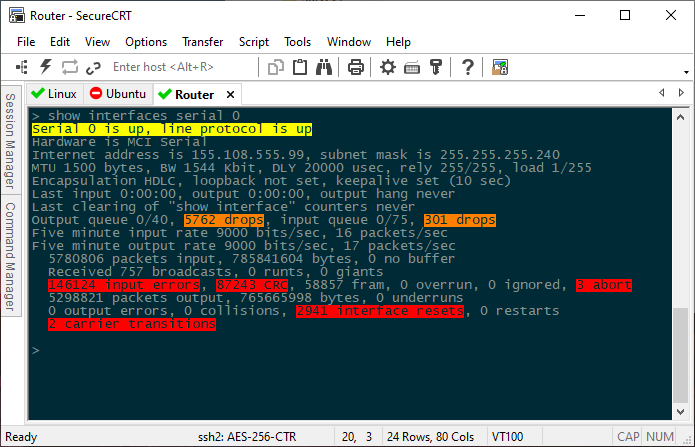 Router - SecureCRT
File Edit View Options Transfer Script Tools Window Help
Enter host <Alt+R>
Session Manager
Command Manager
Linux Ubuntu Router
> show interfaces serial 0
Serial 0 is up, line protocol is up
Hardware is MCI Serial
Internet address is 155.108.555.99, subnet mask is 255.255.255.240
MTU 1500 bytes, BW 1544 Kbit, DLY 20000 usec, rely 255/255, load 1/255
Encapsulation HDLC, loopback not set, keepalive set (10 sec)
Last input 0:00:00, output 0:00:00, output hang never
Last clearing of "show interface" counters never
Output queue 0/40, 5762 drops, input queue 0/75, 301 drops
Five minute input rate 9000 bits/sec, 16 packets/sec
Five minute output rate 9000 bits/sec, 17 packets/sec
5780806 packets input, 785841604 bytes, 0 no buffer
Received 757 broadcasts, 0 runts, 0 giants
146124 input errors, 87243 CRC, 58857 fram, 0 overrun, 0 ignored, 3 abort
5298821 packets output, 765665998 bytes, 0 underruns
0 output errors, 0 collisions, 2941 interface resets, 0 restarts
2 carrier transitions
>
Ready ssh2: AES-256-CTR 20, 3 24 Rows, 80 Cols VT100 CAP NUM